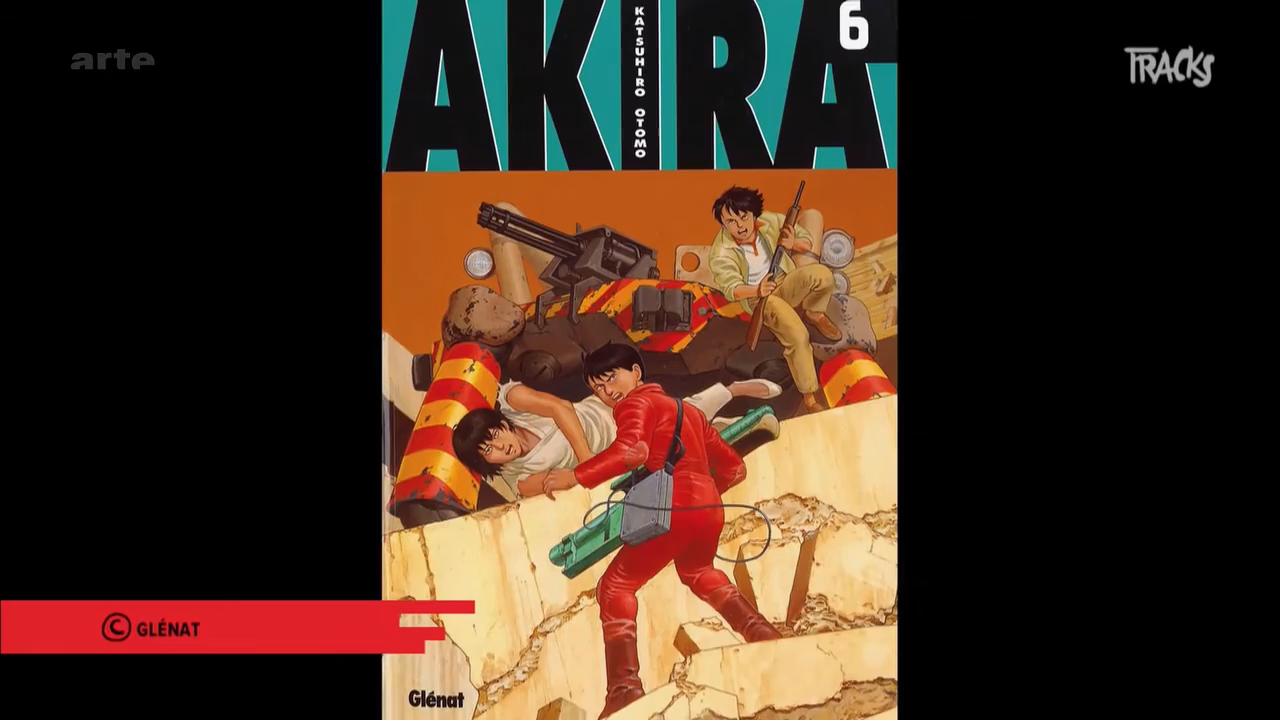 arte
TRACKS
AKIRA
6
KATSUHIRO OTOMO
© GLÉNAT
Glénat